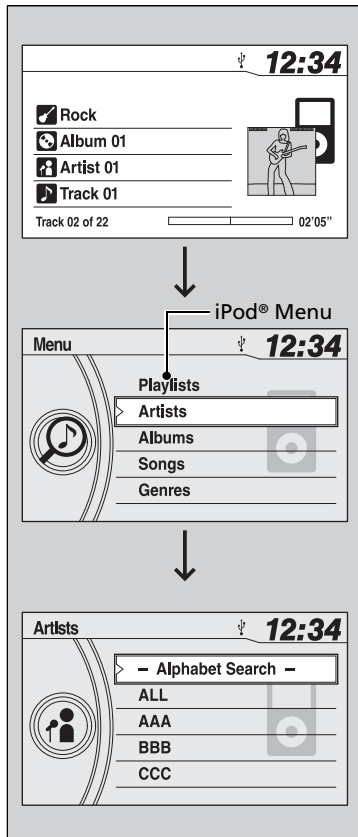 12:34
Rock
Album 01
Artist 01
Track 01
Track 02 of 22 02'05"
iPod® Menu
Menu 12:34
Playlists
Artists
Albums
Songs
Genres
Artists 12:34
– Alphabet Search –
ALL
AAA
BBB
CCC